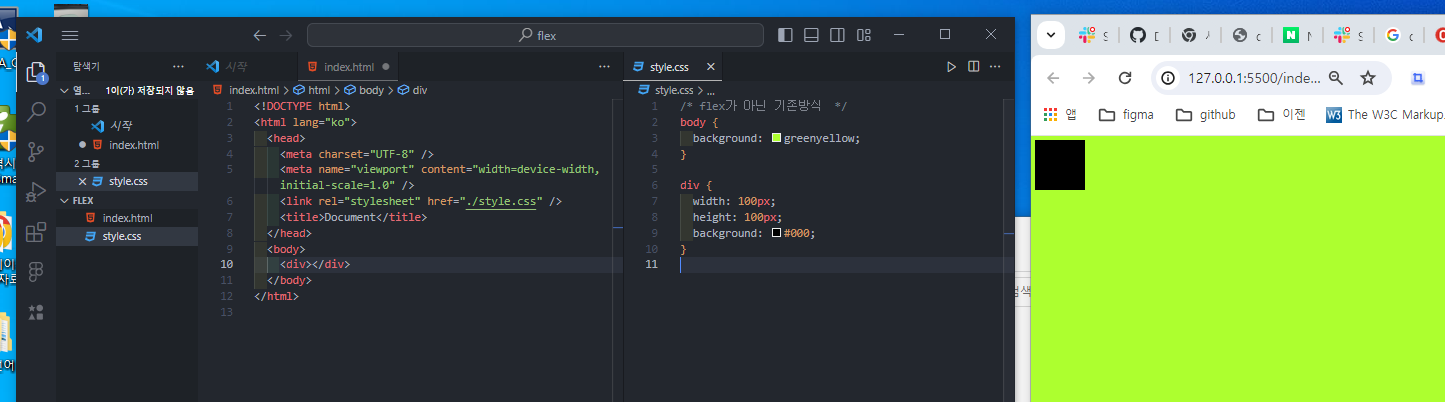 flex
탐색기
열... 1이(가) 저장되지 않음
1 그룹
시작
index.html
2 그룹
style.css
FLEX
index.html
style.css
시작
index.html
index.html > html > body > div
1 <!DOCTYPE html>
2 <html lang="ko">
3 <head>
4 <meta charset="UTF-8" />
5 <meta name="viewport" content="width=device-width,
initial-scale=1.0" />
6 <link rel="stylesheet" href="./style.css" />
7 <title>Document</title>
8 </head>
9 <body>
10 <div></div>
11 </body>
12 </html>
13
style.css
style.css > ...
1 /* flex가 아닌 기존방식 */
2 body {
3 background: greenyellow;
4 }
5
6 div {
7 width: 100px;
8 height: 100px;
9 background: #000;
10 }
11
127.0.0.1:5500/inde...
앱 figma github 이젠 W3 The W3C Markup